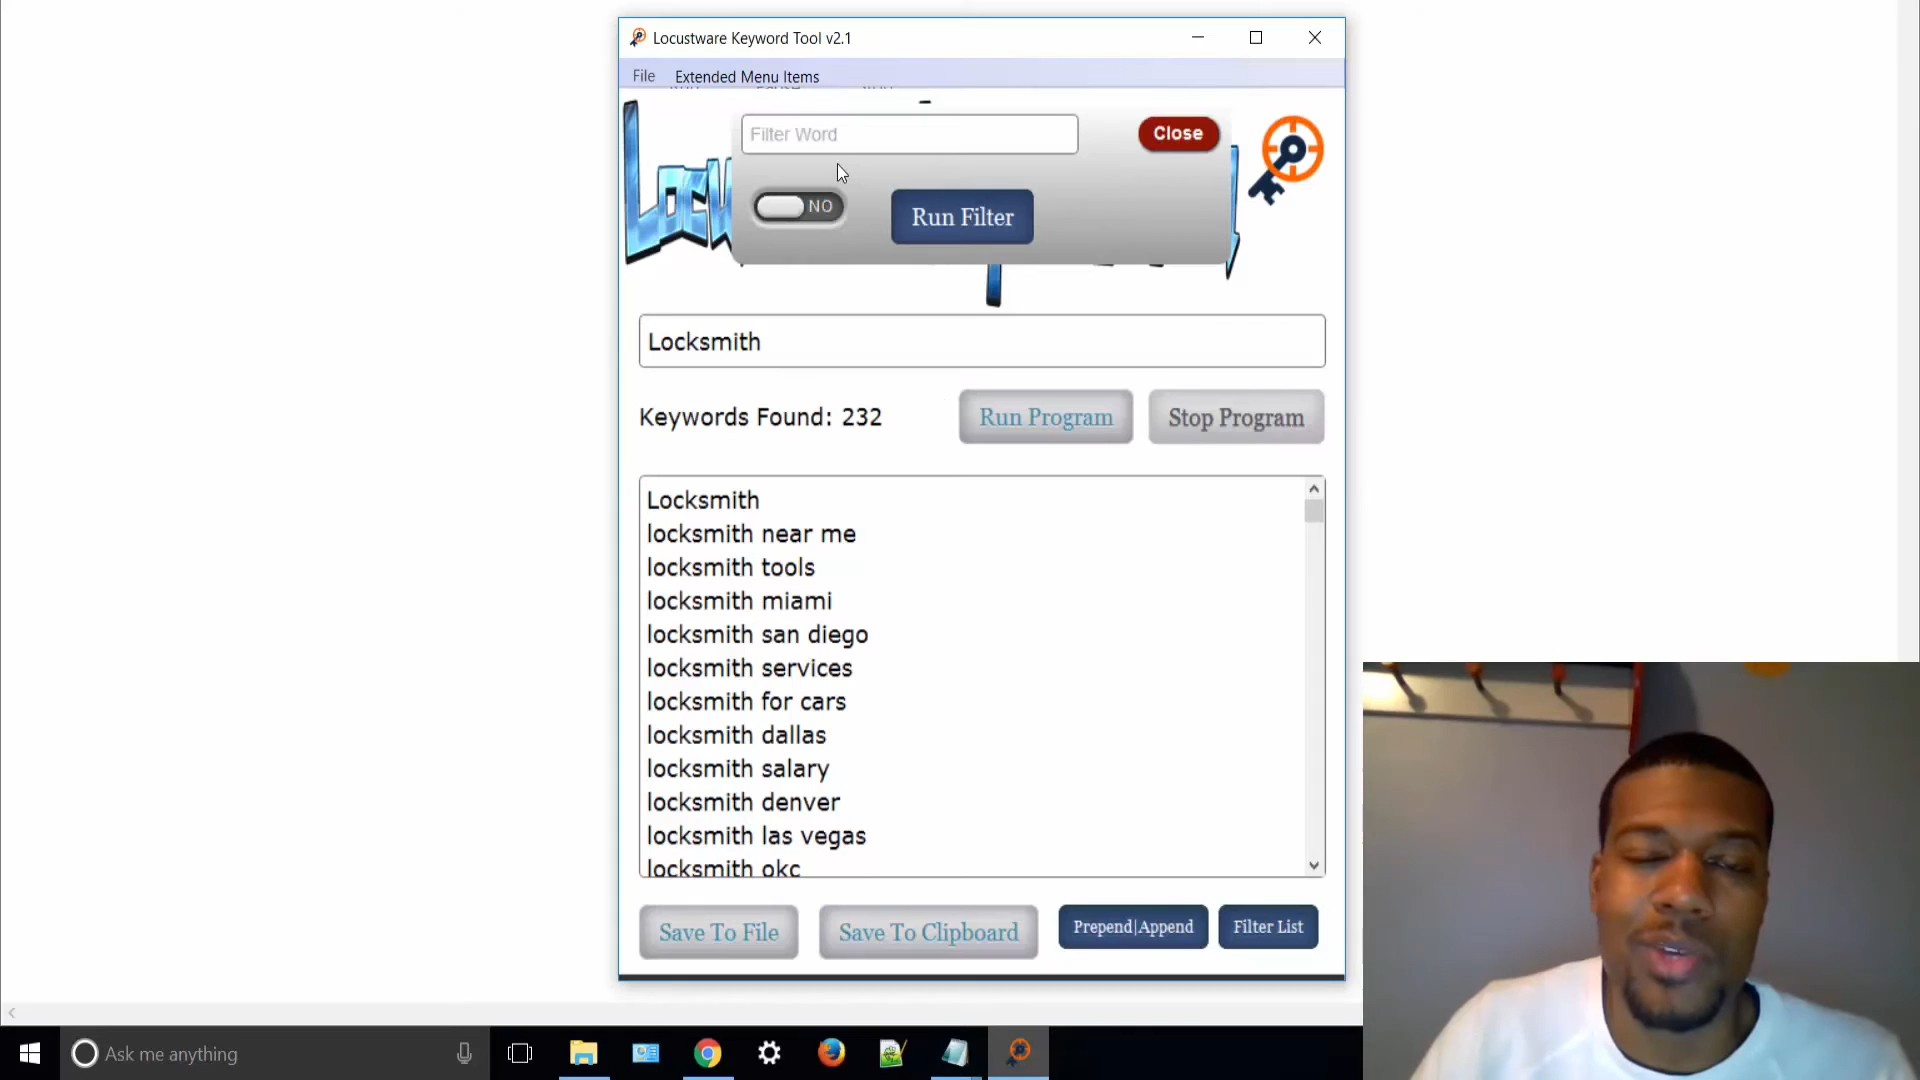 Locustware Keyword Tool v2.1
File Extended Menu Items
Filter Word
Close
NO
Run Filter
Locksmith
Keywords Found: 232
Run Program
Stop Program
Locksmith
locksmith near me
locksmith tools
locksmith miami
locksmith san diego
locksmith services
locksmith for cars
locksmith dallas
locksmith salary
locksmith denver
locksmith las vegas
locksmith okc
Save To File
Save To Clipboard
Prepend|Append
Filter List
Ask me anything